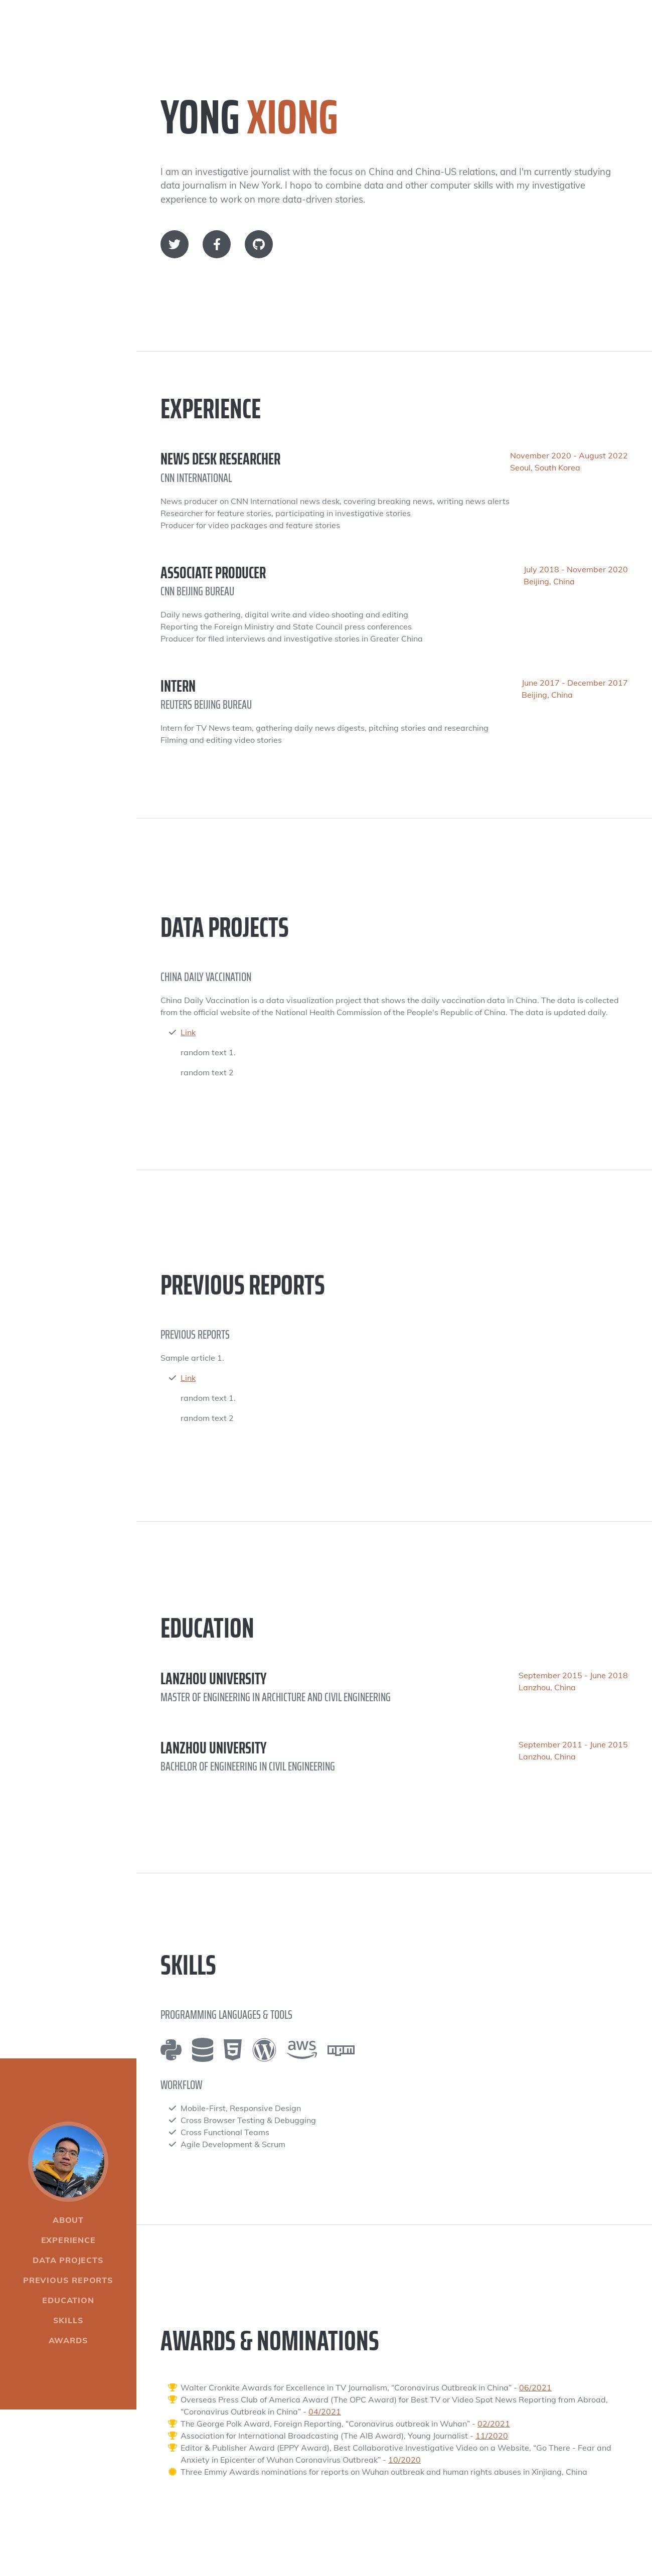 YONG XIONG
I am an investigative journalist with the focus on China and China-US relations, and I'm currently studying
data journalism in New York. I hopo to combine data and other computer skills with my investigative
experience to work on more data-driven stories.
EXPERIENCE
NEWS DESK RESEARCHER
CNN INTERNATIONAL
November 2020 - August 2022
Seoul, South Korea
News producer on CNN International news desk, covering breaking news, writing news alerts
Researcher for feature stories, participating in investigative stories
Producer for video packages and feature stories
ASSOCIATE PRODUCER
CNN BEIJING BUREAU
July 2018 - November 2020
Beijing, China
Daily news gathering, digital write and video shooting and editing
Reporting the Foreign Ministry and State Council press conferences
Producer for filed interviews and investigative stories in Greater China
INTERN
REUTERS BEIJING BUREAU
June 2017 - December 2017
Beijing, China
Intern for TV News team, gathering daily news digests, pitching stories and researching
Filming and editing video stories
DATA PROJECTS
CHINA DAILY VACCINATION
China Daily Vaccination is a data visualization project that shows the daily vaccination data in China. The data is collected
from the official website of the National Health Commission of the People's Republic of China. The data is updated daily.
Link
random text 1.
random text 2
PREVIOUS REPORTS
PREVIOUS REPORTS
Sample article 1.
Link
random text 1.
random text 2
EDUCATION
LANZHOU UNIVERSITY
MASTER OF ENGINEERING IN ARCHICTURE AND CIVIL ENGINEERING
September 2015 - June 2018
Lanzhou, China
LANZHOU UNIVERSITY
BACHELOR OF ENGINEERING IN CIVIL ENGINEERING
September 2011 - June 2015
Lanzhou, China
SKILLS
PROGRAMMING LANGUAGES & TOOLS
aws
npm
WORKFLOW
Mobile-First, Responsive Design
Cross Browser Testing & Debugging
Cross Functional Teams
Agile Development & Scrum
ABOUT
EXPERIENCE
DATA PROJECTS
PREVIOUS REPORTS
EDUCATION
SKILLS
AWARDS
AWARDS & NOMINATIONS
Walter Cronkite Awards for Excellence in TV Journalism, “Coronavirus Outbreak in China” - 06/2021
Overseas Press Club of America Award (The OPC Award) for Best TV or Video Spot News Reporting from Abroad,
“Coronavirus Outbreak in China” - 04/2021
The George Polk Award, Foreign Reporting, “Coronavirus outbreak in Wuhan” - 02/2021
Association for International Broadcasting (The AIB Award), Young Journalist - 11/2020
Editor & Publisher Award (EPPY Award), Best Collaborative Investigative Video on a Website, “Go There - Fear and
Anxiety in Epicenter of Wuhan Coronavirus Outbreak” - 10/2020
Three Emmy Awards nominations for reports on Wuhan outbreak and human rights abuses in Xinjiang, China